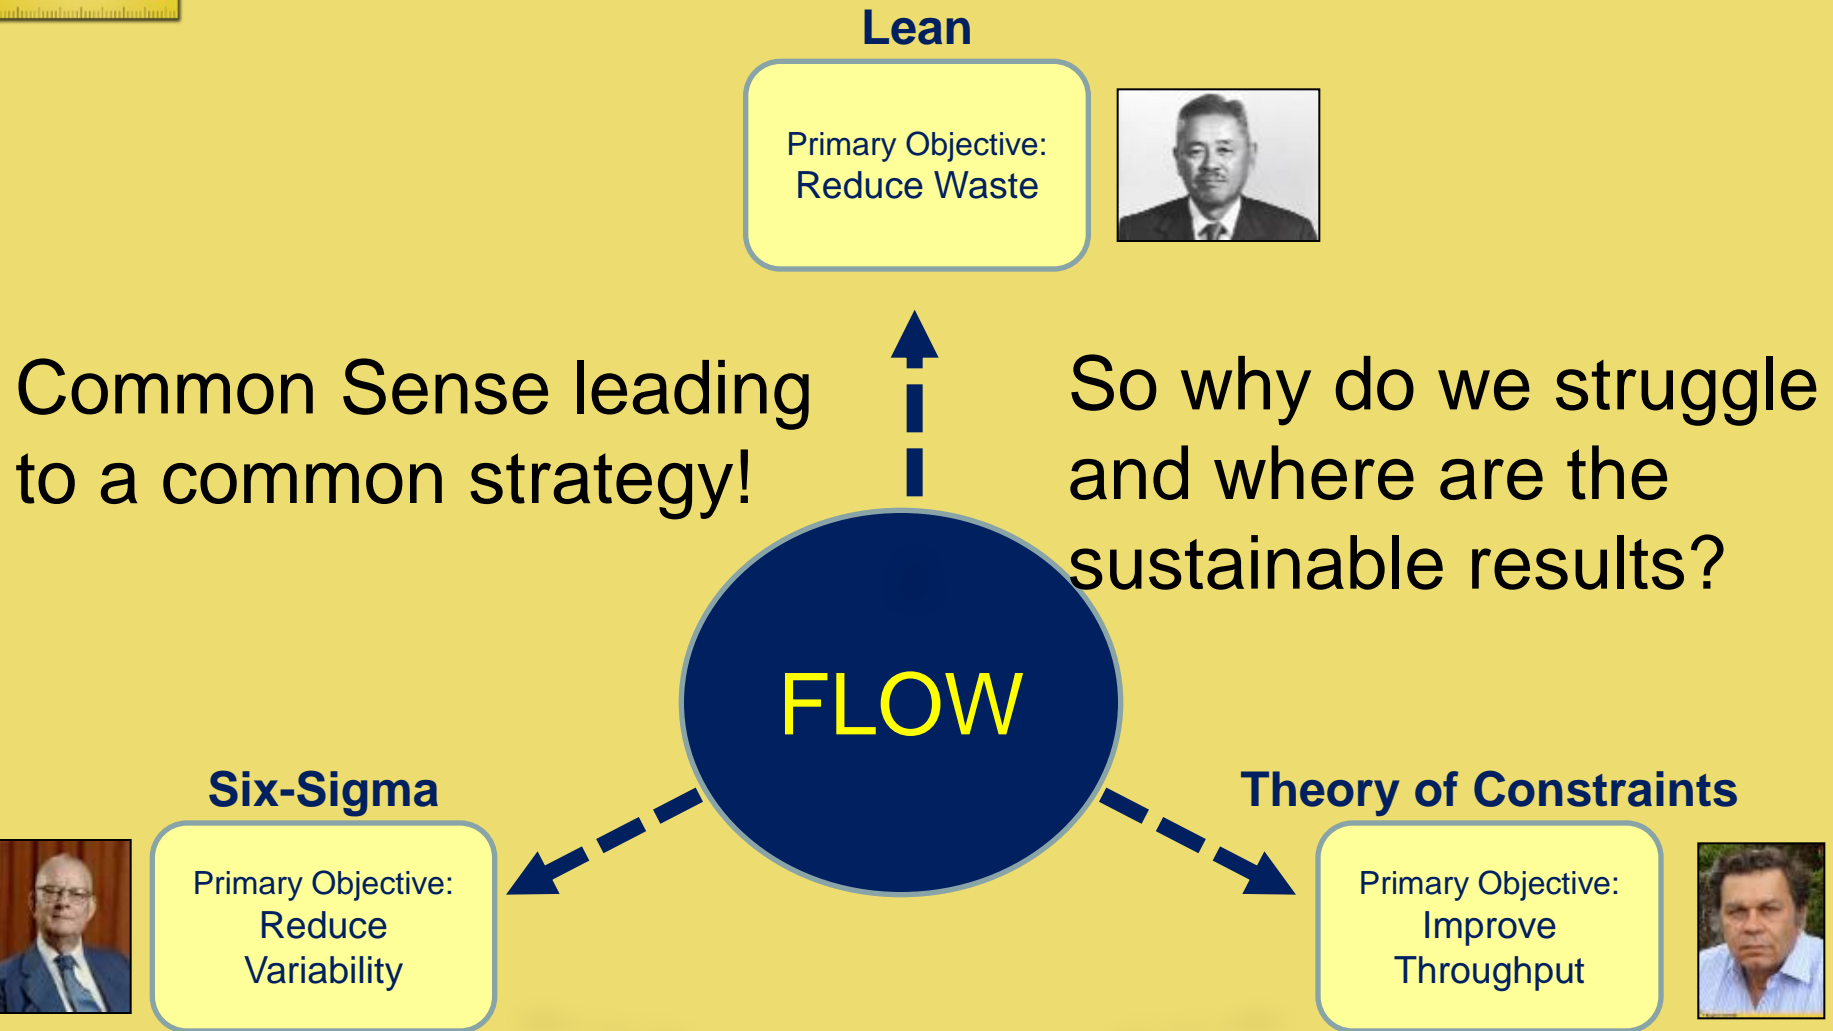 Lean
Primary Objective:
Reduce Waste
Common Sense leading
to a common strategy!
So why do we struggle
and where are the
sustainable results?
FLOW
Six-Sigma
Primary Objective:
Reduce
Variability
Theory of Constraints
Primary Objective:
Improve
Throughput